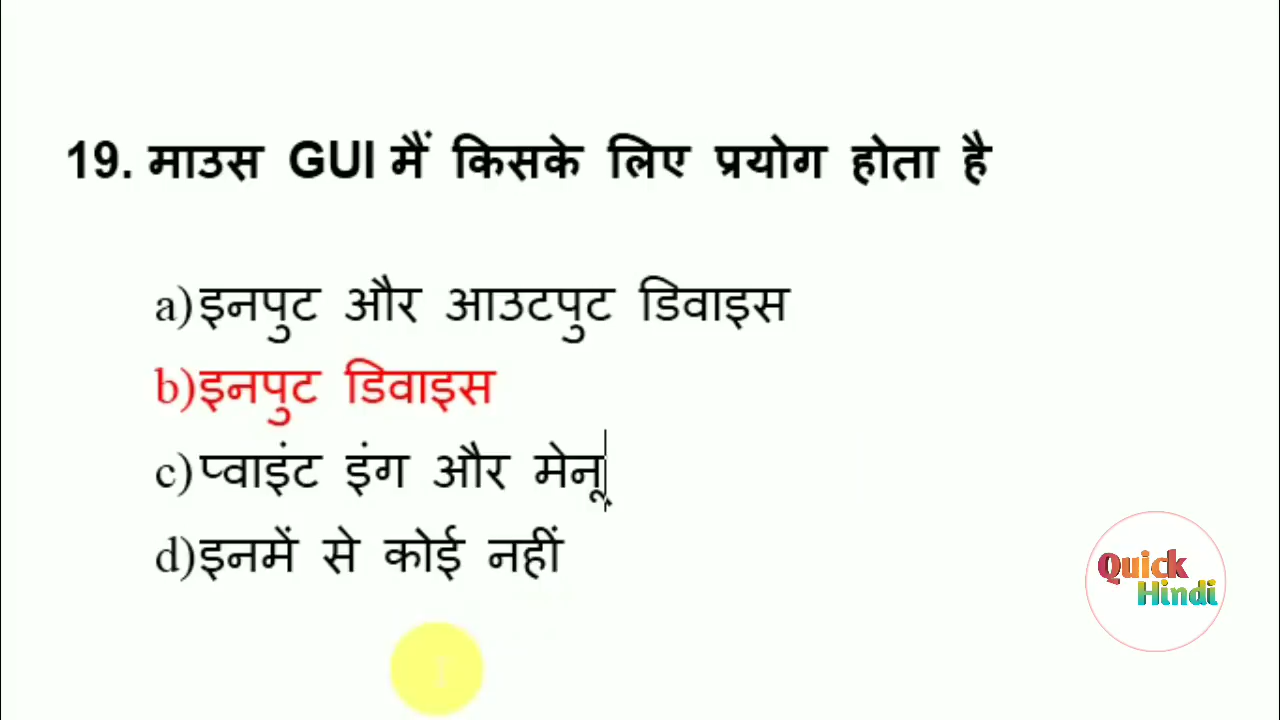 19. माउस GUI मैं किसके लिए प्रयोग होता है
a)इनपुट और आउटपुट डिवाइस
b)इनपुट डिवाइस
c)प्वाइंट इंग और मेनू
d)इनमें से कोई नहीं
Quick
Hindi